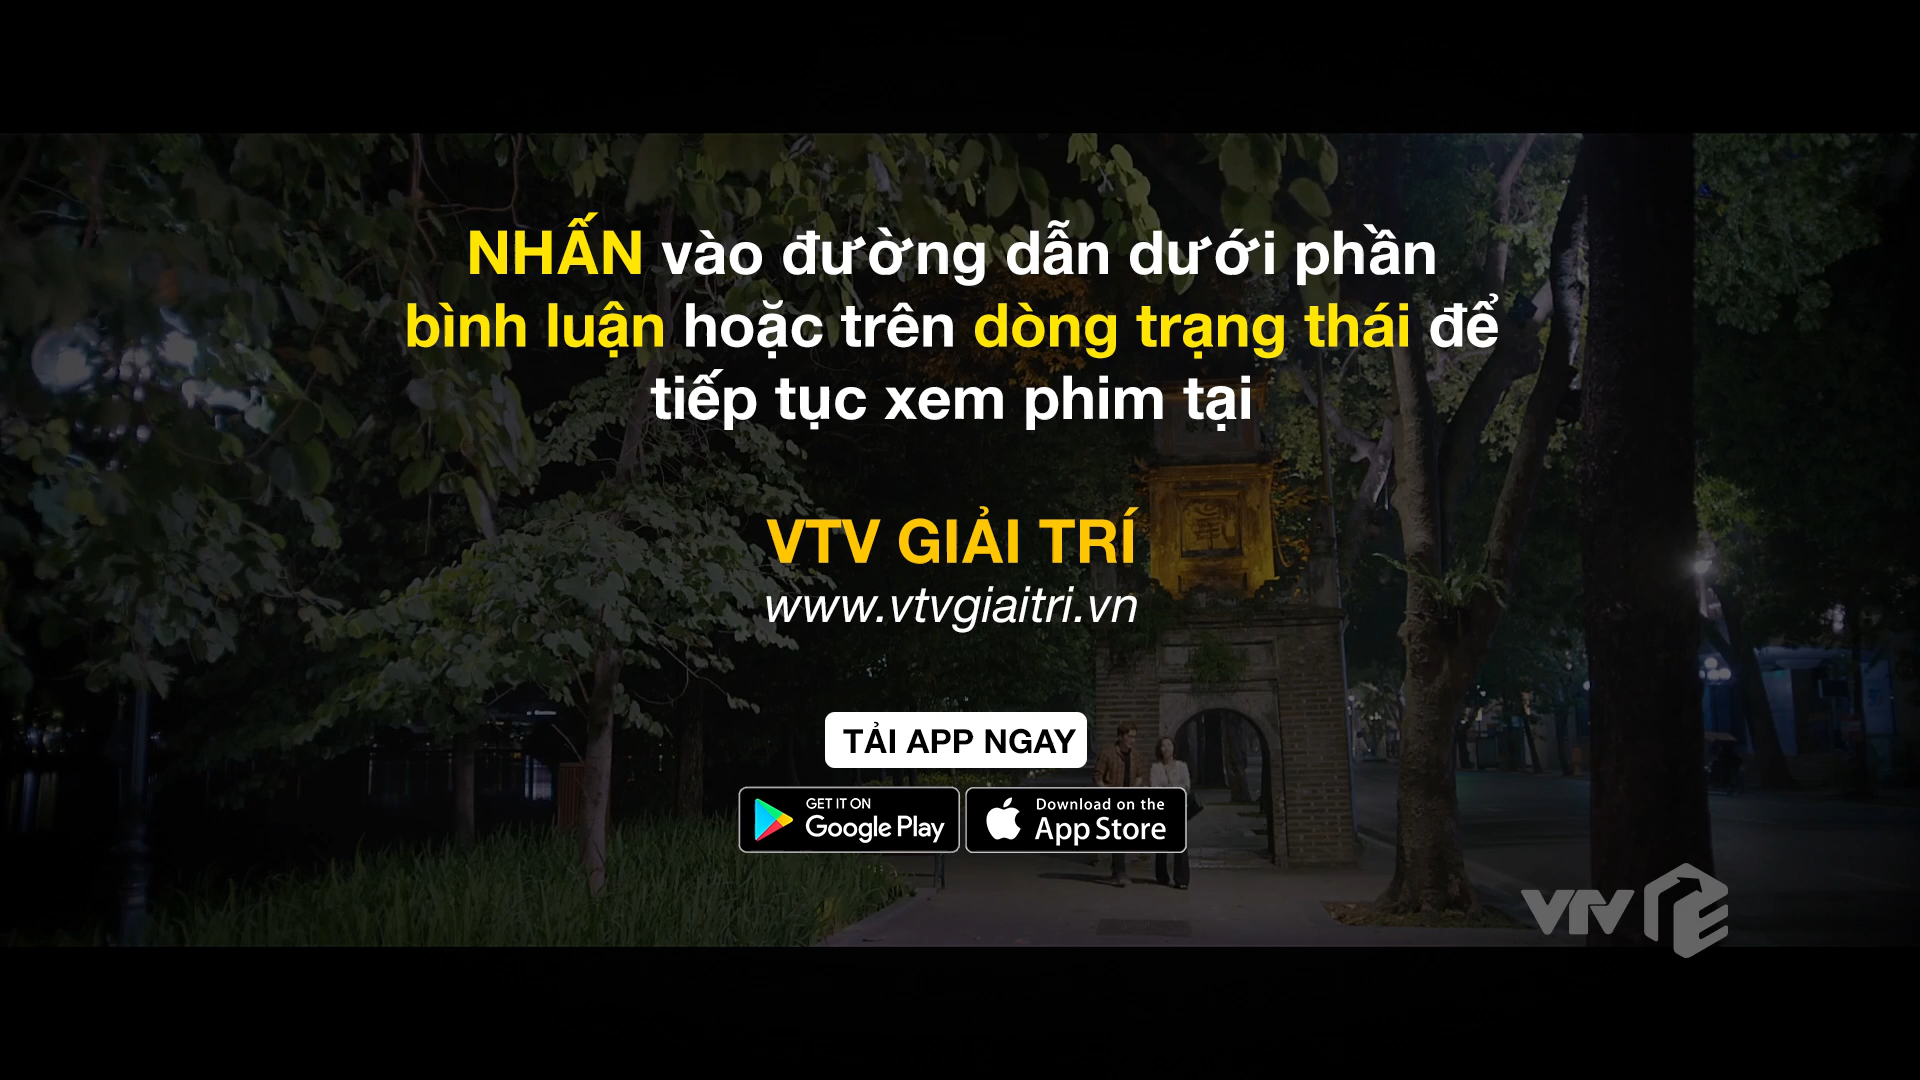 NHẤN vào đường dẫn dưới phần
bình luận hoặc trên dòng trạng thái để
tiếp tục xem phim tại
VTV GIẢI TRÍ
www.vtvgiaitri.vn
TẢI APP NGAY
GET IT ON
Google Play
Download on the
App Store
VTV